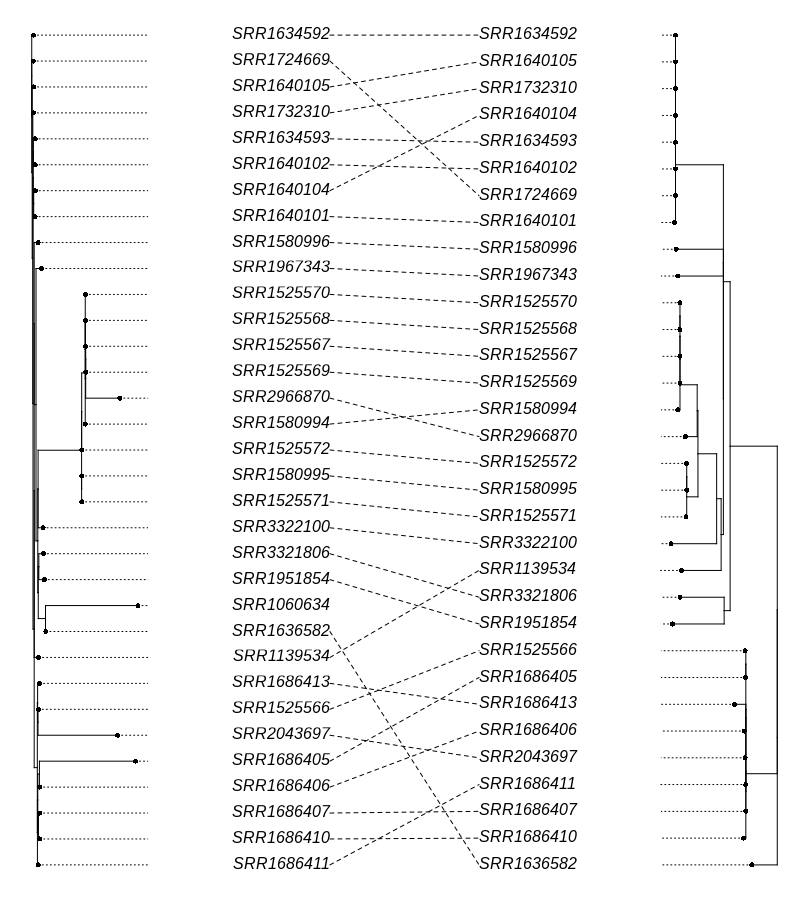 SRR1634592 SRR1634592
SRR1724669 SRR1640105
SRR1640105 SRR1732310
SRR1732310 SRR1640104
SRR1634593 SRR1634593
SRR1640102 SRR1640102
SRR1640104 SRR1724669
SRR1640101 SRR1640101
SRR1580996 SRR1580996
SRR1967343 SRR1967343
SRR1525570 SRR1525570
SRR1525568 SRR1525568
SRR1525567 SRR1525567
SRR1525569 SRR1525569
SRR2966870 SRR1580994
SRR1580994 SRR2966870
SRR1525572 SRR1525572
SRR1580995 SRR1580995
SRR1525571 SRR1525571
SRR3322100 SRR3322100
SRR3321806 SRR1139534
SRR1951854 SRR3321806
SRR1060634 SRR1951854
SRR1636582 SRR1525566
SRR1139534 SRR1686405
SRR1686413 SRR1686413
SRR1525566 SRR1686406
SRR2043697 SRR2043697
SRR1686405 SRR1686411
SRR1686406 SRR1686407
SRR1686407 SRR1686410
SRR1686410 SRR1636582
SRR1686411